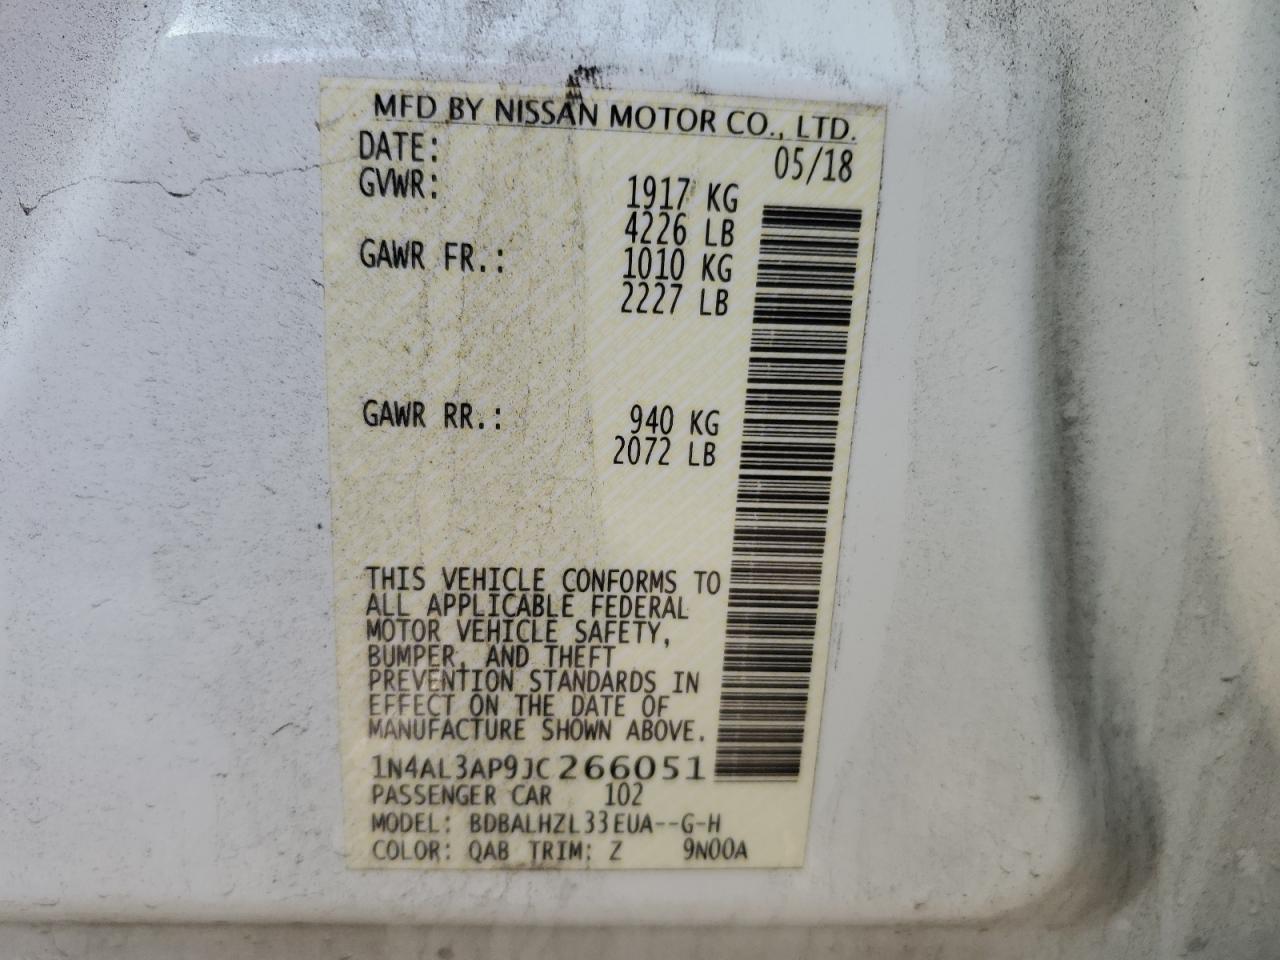 MFD BY NISSAN MOTOR CO., LTD.
DATE: 05/18
GVWR: 1917 KG
4226 LB
GAWR FR.: 1010 KG
2227 LB
GAWR RR.: 940 KG
2072 LB
THIS VEHICLE CONFORMS TO
ALL APPLICABLE FEDERAL
MOTOR VEHICLE SAFETY,
BUMPER, AND THEFT
PREVENTION STANDARDS IN
EFFECT ON THE DATE OF
MANUFACTURE SHOWN ABOVE.
1N4AL3AP9JC266051
PASSENGER CAR 102
MODEL: BDBALHZL33EUA--G-H
COLOR: QAB TRIM: Z 9N00A